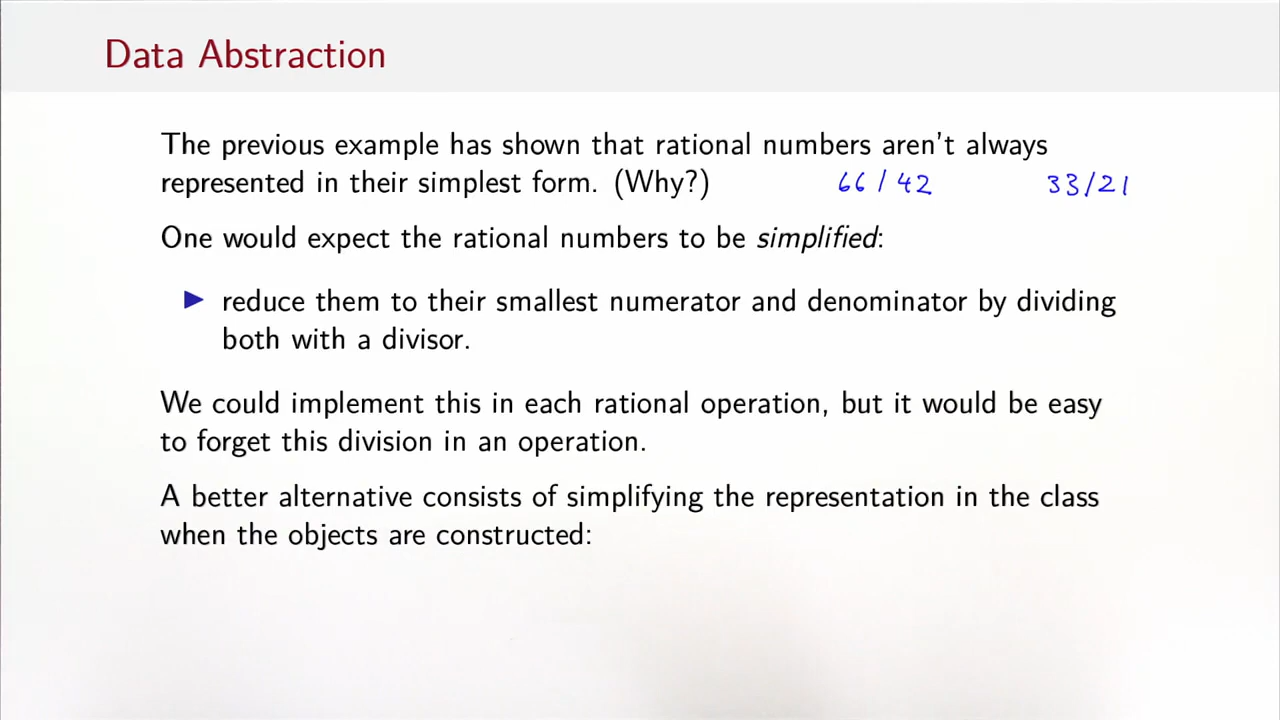 Data Abstraction
The previous example has shown that rational numbers aren't always
represented in their simplest form. (Why?) 66 / 42 33/21
One would expect the rational numbers to be simplified:
▶ reduce them to their smallest numerator and denominator by dividing
both with a divisor.
We could implement this in each rational operation, but it would be easy
to forget this division in an operation.
A better alternative consists of simplifying the representation in the class
when the objects are constructed: